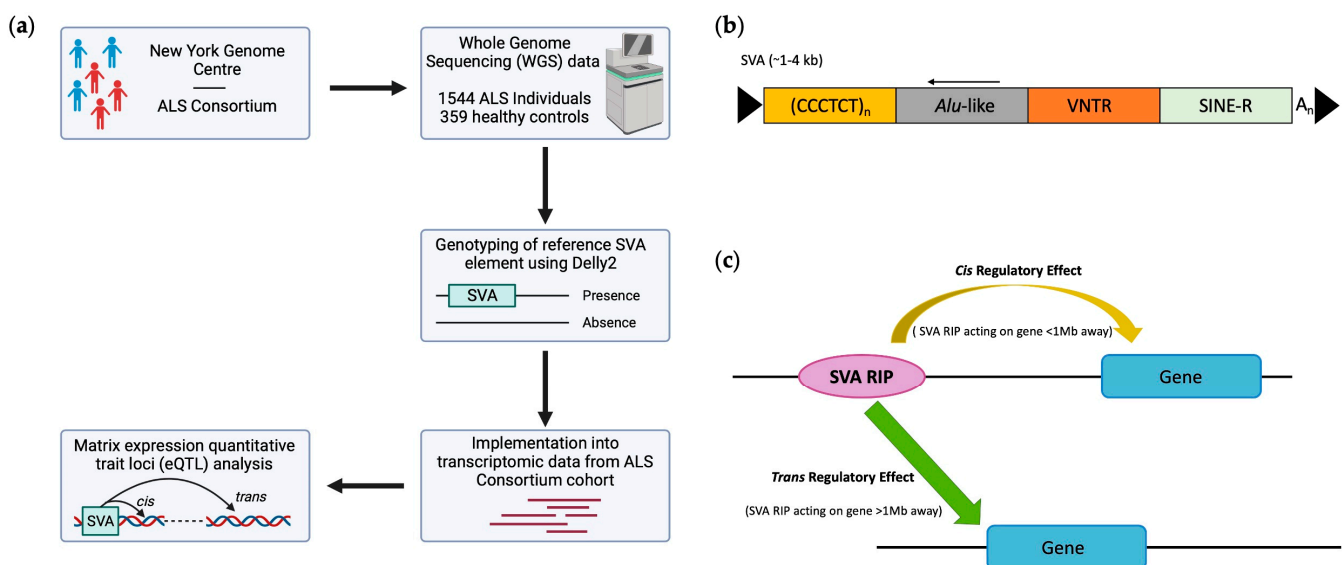 (a)
New York Genome
Centre
ALS Consortium
Whole Genome
Sequencing (WGS) data
1544 ALS Individuals
359 healthy controls
Genotyping of reference SVA
element using Delly2
SVA
Presence
Absence
Implementation into
transcriptomic data from ALS
Consortium cohort
Matrix expression quantitative
trait loci (eQTL) analysis
cis
trans
SVA
(b)
SVA (~1-4 kb)
(CCCTCT)n
Alu-like
VNTR
SINE-R
An
(c)
Cis Regulatory Effect
( SVA RIP acting on gene <1Mb away)
SVA RIP
Gene
Trans Regulatory Effect
(SVA RIP acting on gene >1Mb away)
Gene